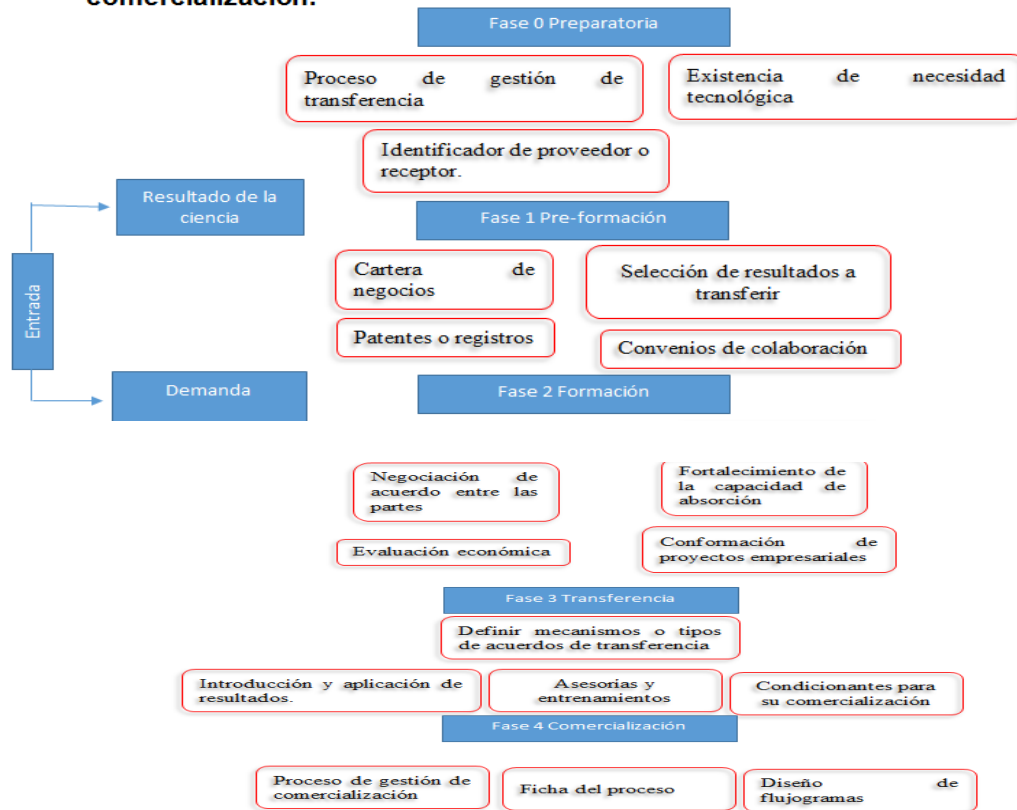 comercialización.
Fase 0 Preparatoria
Proceso de gestión de
transferencia
Existencia de necesidad
tecnológica
Identificador de proveedor o
receptor.
Resultado de la
ciencia
Fase 1 Pre-formación
Cartera de
negocios
Selección de resultados a
transferir
Entrada
Patentes o registros
Convenios de colaboración
Demanda
Fase 2 Formación
Negociación de
acuerdo entre las
partes
Fortalecimiento de
la capacidad de
absorción
Evaluación económica
Conformación de
proyectos empresariales
Fase 3 Transferencia
Definir mecanismos o tipos
de acuerdos de transferencia
Introducción y aplicación de
resultados.
Asesorias y
entrenamientos
Condicionantes para
su comercialización
Fase 4 Comercialización
Proceso de gestión de
comercialización
Ficha del proceso
Diseño de
flujogramas